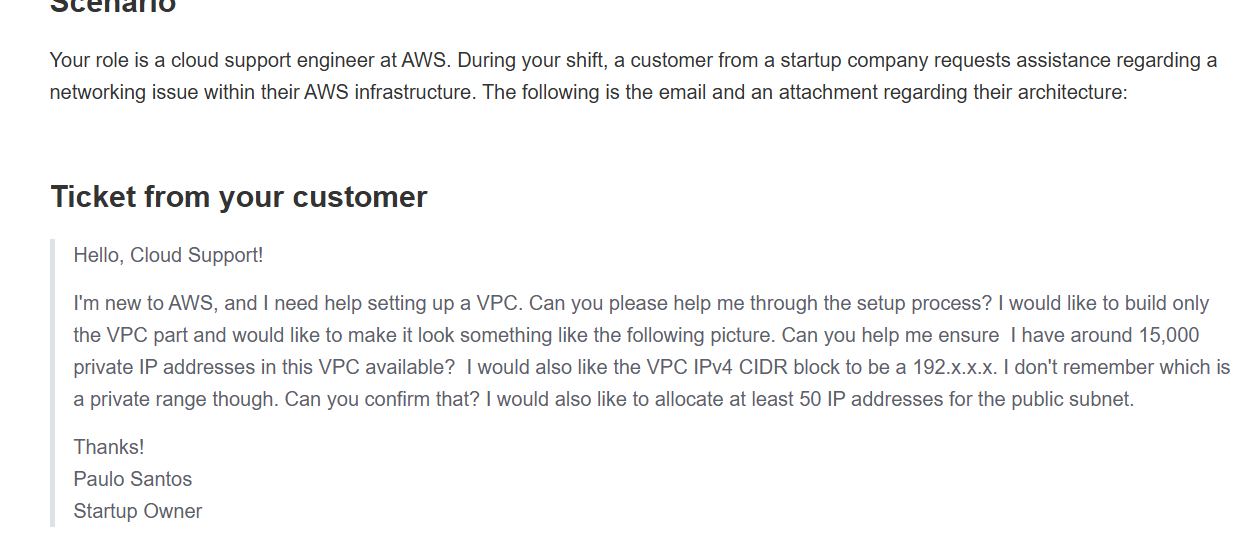 Scenario
Your role is a cloud support engineer at AWS. During your shift, a customer from a startup company requests assistance regarding a
networking issue within their AWS infrastructure. The following is the email and an attachment regarding their architecture:
Ticket from your customer
Hello, Cloud Support!
I'm new to AWS, and I need help setting up a VPC. Can you please help me through the setup process? I would like to build only
the VPC part and would like to make it look something like the following picture. Can you help me ensure  I have around 15,000
private IP addresses in this VPC available?  I would also like the VPC IPv4 CIDR block to be a 192.x.x.x. I don't remember which is
a private range though. Can you confirm that? I would also like to allocate at least 50 IP addresses for the public subnet.
Thanks!
Paulo Santos
Startup Owner